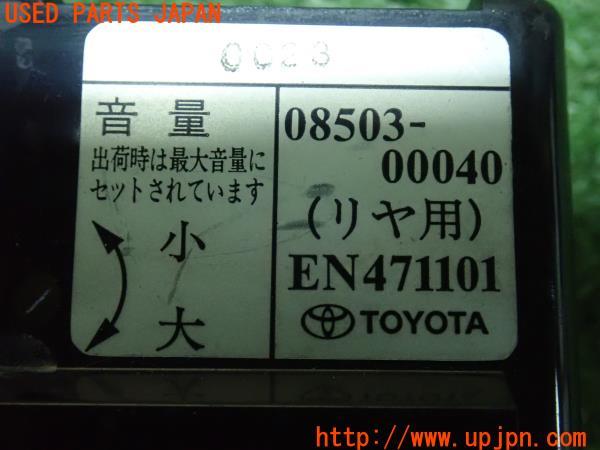 USED PARTS JAPAN
0023
音量
出荷時は最大音量に
セットされています
小
大
08503-
00040
(リヤ用)
EN471101
TOYOTA
http://www.upjpn.com